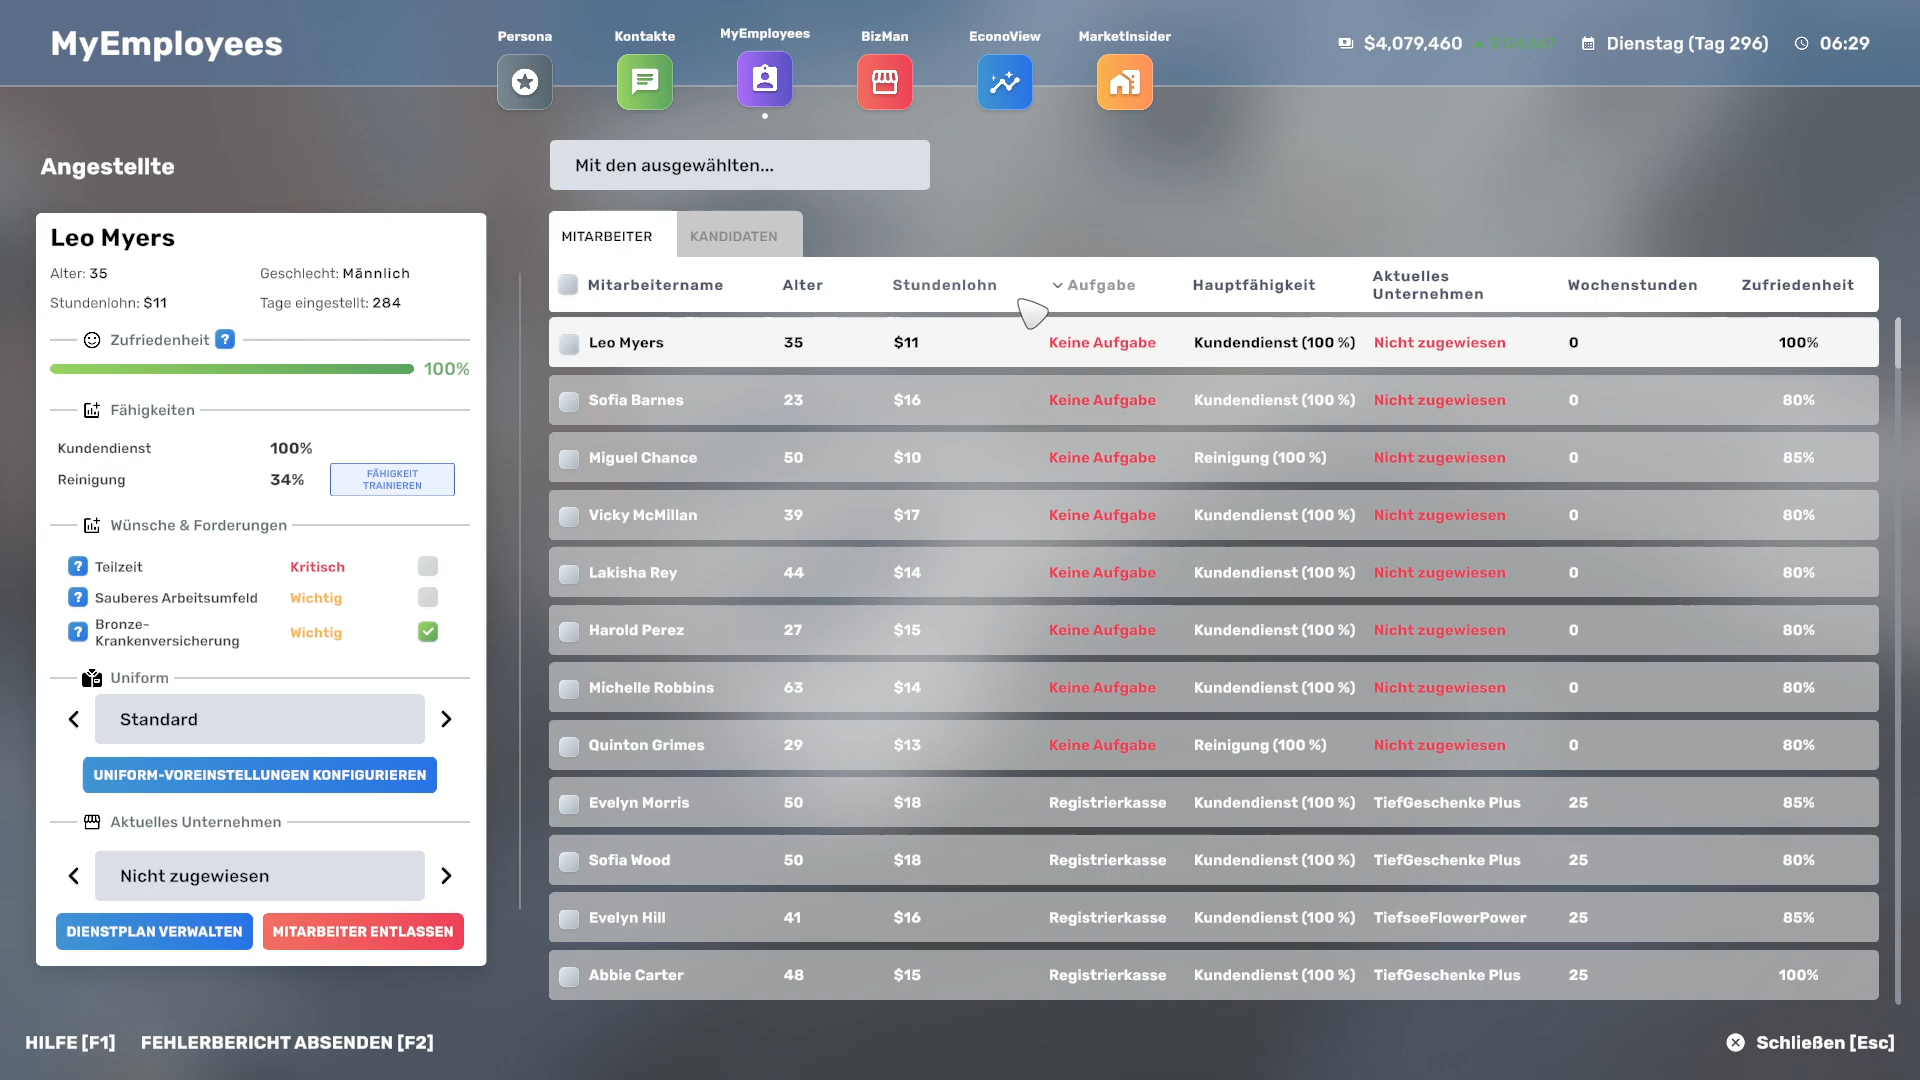 MyEmployees
Persona
Kontakte
MyEmployees
BizMan
EconoView
MarketInsider
$4,079,460
Dienstag (Tag 296)
06:29
Angestellte
Mit den ausgewählten...
Leo Myers
Alter: 35
Geschlecht: Männlich
Stundenlohn: $11
Tage eingestellt: 284
Zufriedenheit ?
100%
Fähigkeiten
Kundendienst 100%
Reinigung 34%
FÄHIGKEIT
TRAINIEREN
Wünsche & Forderungen
? Teilzeit Kritisch
? Sauberes Arbeitsumfeld Wichtig
? Bronze-
Krankenversicherung Wichtig
Uniform
Standard
UNIFORM-VOREINSTELLUNGEN KONFIGURIEREN
Aktuelles Unternehmen
Nicht zugewiesen
DIENSTPLAN VERWALTEN
MITARBEITER ENTLASSEN
MITARBEITER
KANDIDATEN
Mitarbeitername Alter Stundenlohn Aufgabe Hauptfähigkeit Aktuelles Unternehmen Wochenstunden Zufriedenheit
Leo Myers 35 $11 Keine Aufgabe Kundendienst (100 %) Nicht zugewiesen 0 100%
Sofia Barnes 23 $16 Keine Aufgabe Kundendienst (100 %) Nicht zugewiesen 0 80%
Miguel Chance 50 $10 Keine Aufgabe Reinigung (100 %) Nicht zugewiesen 0 85%
Vicky McMillan 39 $17 Keine Aufgabe Kundendienst (100 %) Nicht zugewiesen 0 80%
Lakisha Rey 44 $14 Keine Aufgabe Kundendienst (100 %) Nicht zugewiesen 0 80%
Harold Perez 27 $15 Keine Aufgabe Kundendienst (100 %) Nicht zugewiesen 0 80%
Michelle Robbins 63 $14 Keine Aufgabe Kundendienst (100 %) Nicht zugewiesen 0 80%
Quinton Grimes 29 $13 Keine Aufgabe Reinigung (100 %) Nicht zugewiesen 0 80%
Evelyn Morris 50 $18 Registrierkasse Kundendienst (100 %) TiefGeschenke Plus 25 85%
Sofia Wood 50 $18 Registrierkasse Kundendienst (100 %) TiefGeschenke Plus 25 80%
Evelyn Hill 41 $16 Registrierkasse Kundendienst (100 %) TiefseeFlowerPower 25 85%
Abbie Carter 48 $15 Registrierkasse Kundendienst (100 %) TiefGeschenke Plus 25 100%
HILFE [F1]
FEHLERBERICHT ABSENDEN [F2]
Schließen [Esc]